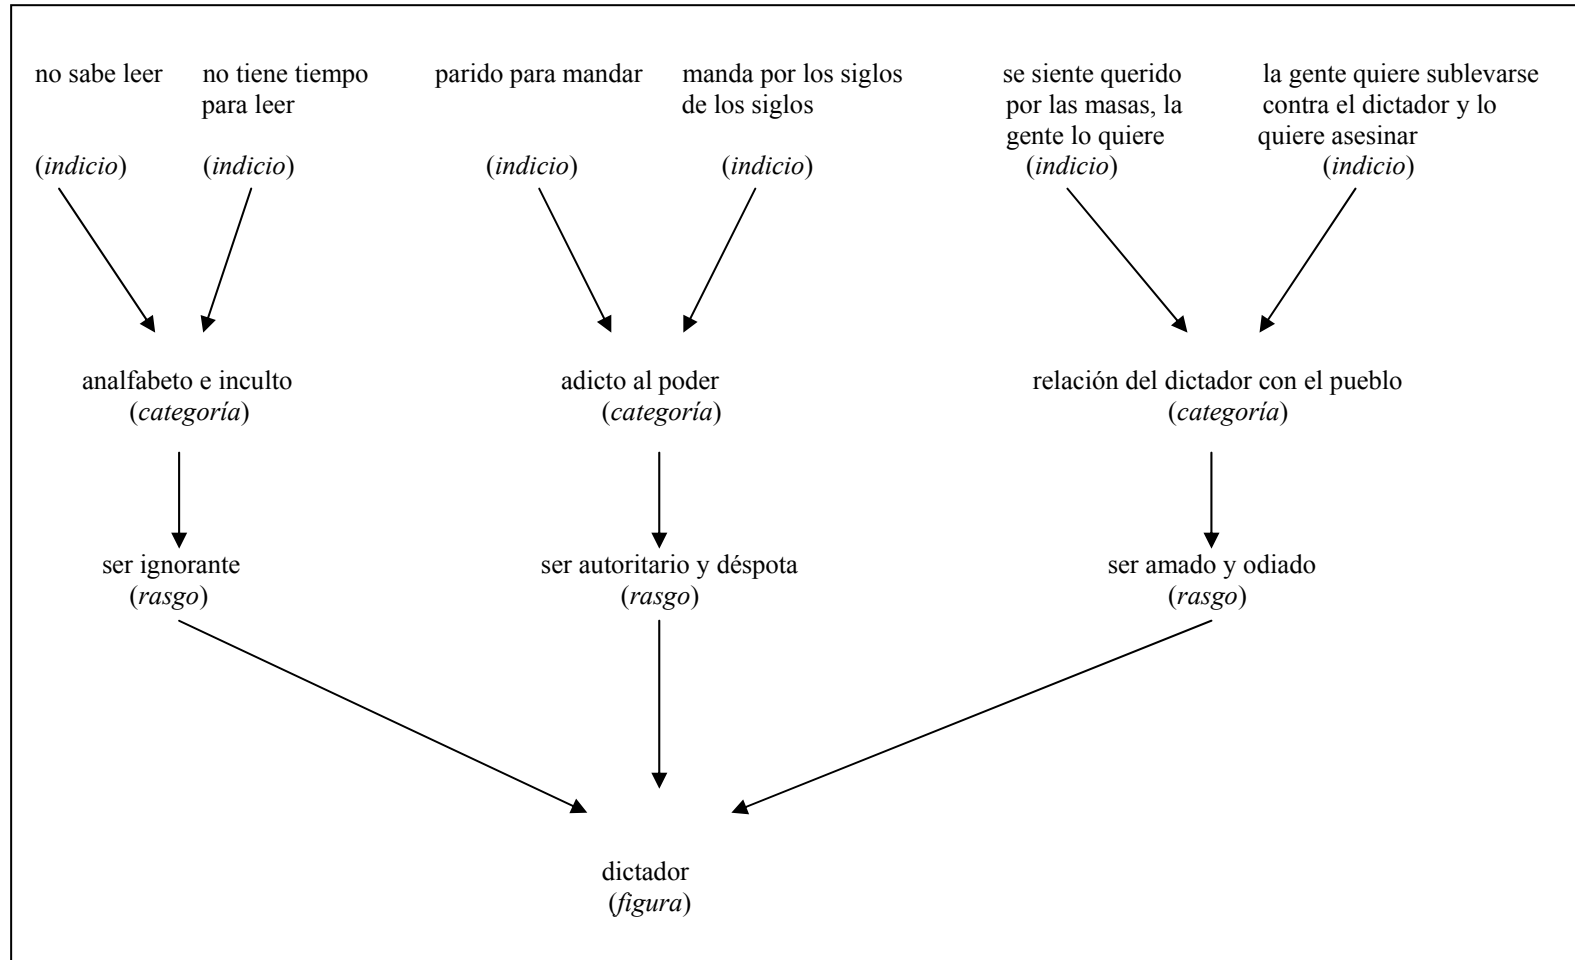 no sabe leer
no tiene tiempo
para leer
parido para mandar
manda por los siglos
de los siglos
se siente querido
por las masas, la
gente lo quiere
la gente quiere sublevarse
contra el dictador y lo
quiere asesinar
(indicio)
(indicio)
(indicio)
(indicio)
(indicio)
(indicio)
analfabeto e inculto
(categoría)
adicto al poder
(categoría)
relación del dictador con el pueblo
(categoría)
ser ignorante
(rasgo)
ser autoritario y déspota
(rasgo)
ser amado y odiado
(rasgo)
dictador
(figura)